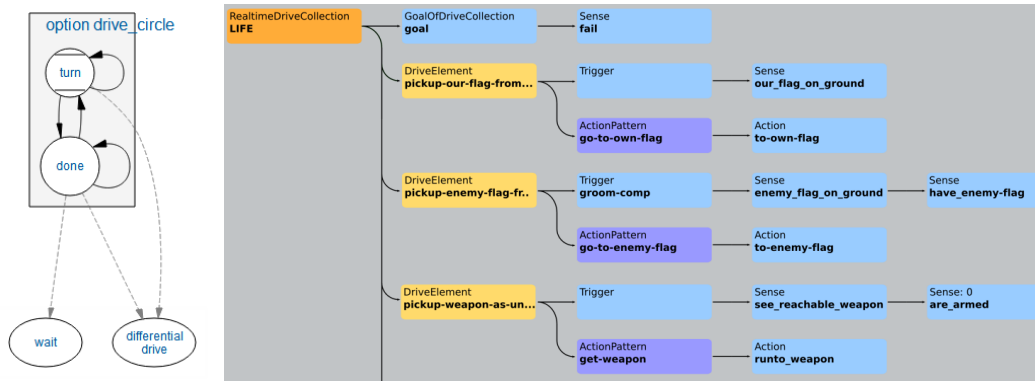 option drive_circle
turn
done
wait
differential
drive
RealtimeDriveCollection
LIFE
GoalOfDriveCollection
goal
Sense
fail
DriveElement
pickup-our-flag-from...
Trigger
Sense
our_flag_on_ground
ActionPattern
go-to-own-flag
Action
to-own-flag
DriveElement
pickup-enemy-flag-fr..
Trigger
groom-comp
Sense
enemy_flag_on_ground
Sense
have_enemy-flag
ActionPattern
go-to-enemy-flag
Action
to-enemy-flag
DriveElement
pickup-weapon-as-un...
Trigger
Sense
see_reachable_weapon
Sense: 0
are_armed
ActionPattern
get-weapon
Action
runto_weapon